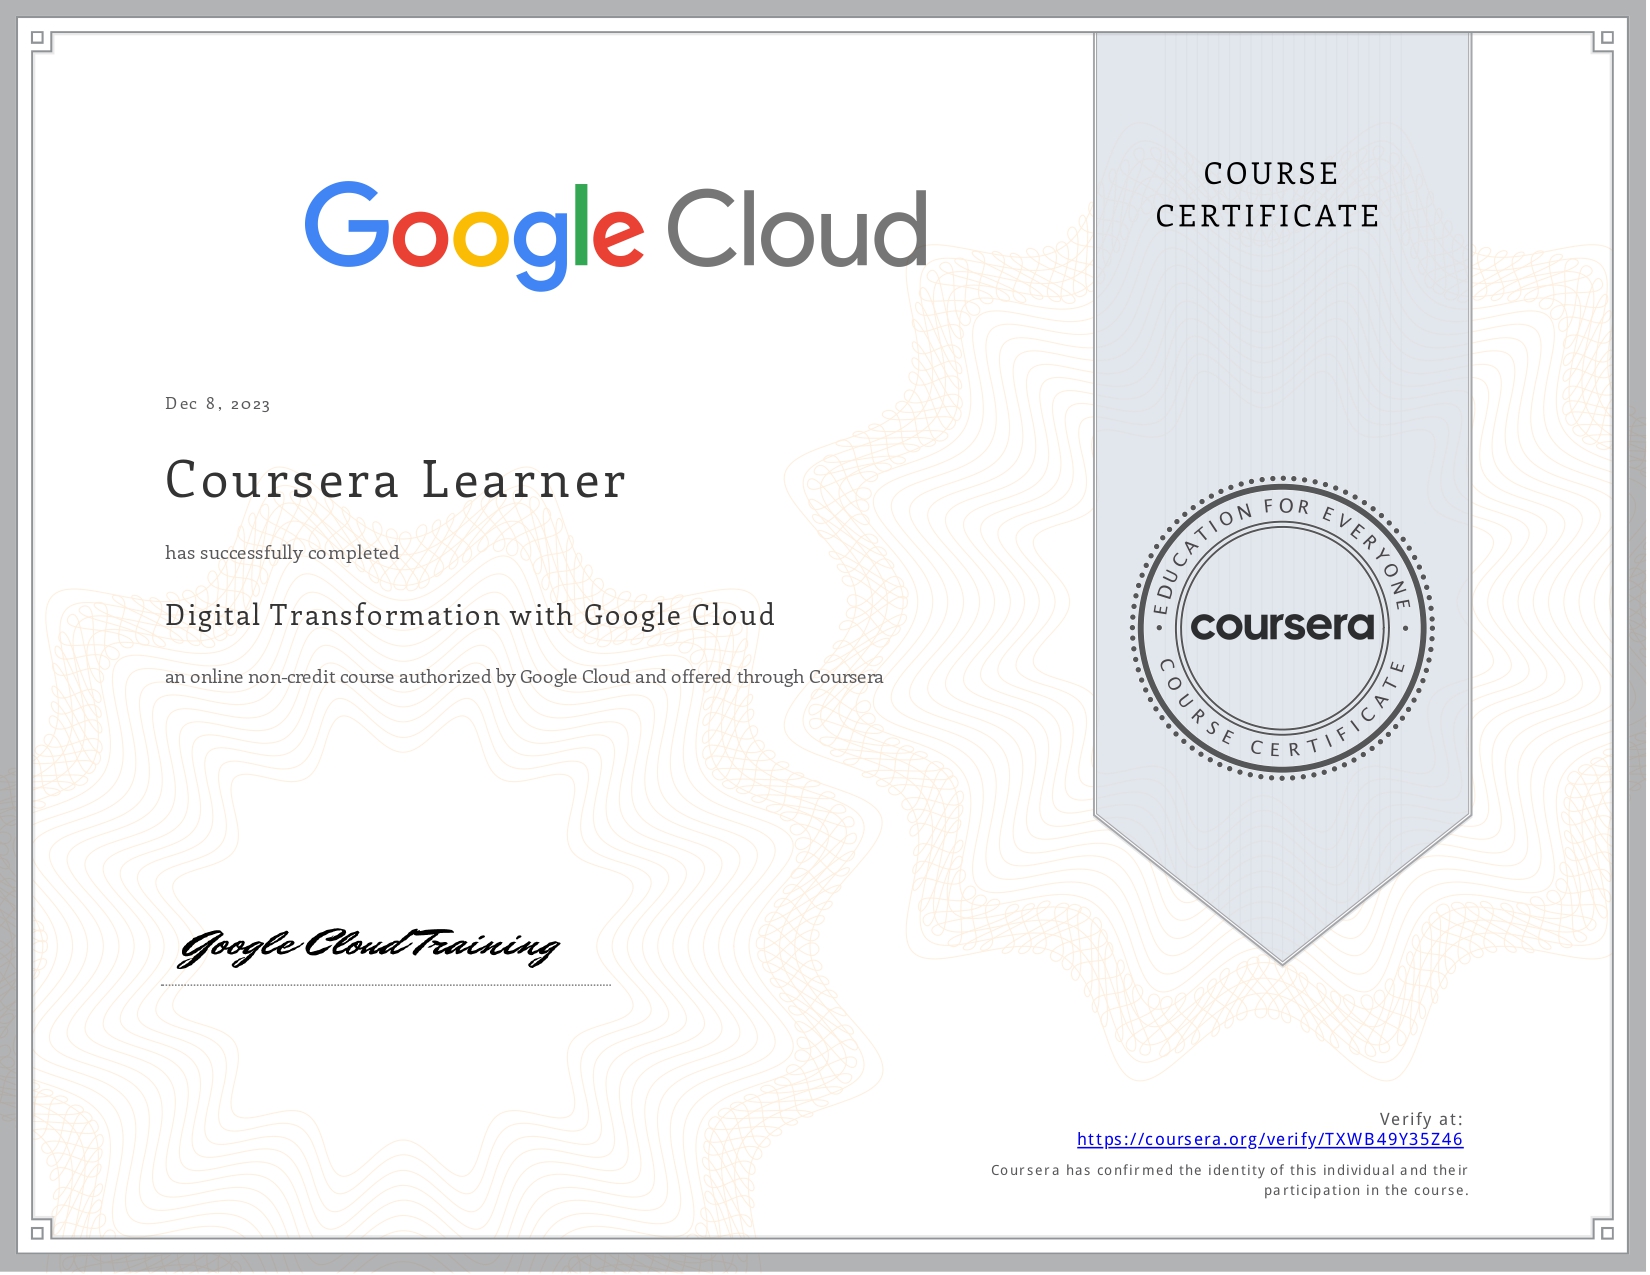 Google Cloud
COURSE
CERTIFICATE
Dec 8, 2023
Coursera Learner
has successfully completed
Digital Transformation with Google Cloud
an online non-credit course authorized by Google Cloud and offered through Coursera
• EDUCATION FOR EVERYONE •
coursera
COURSE CERTIFICATE
Google Cloud Training
Verify at:
https://coursera.org/verify/TXWB49Y35Z46
Coursera has confirmed the identity of this individual and their
participation in the course.